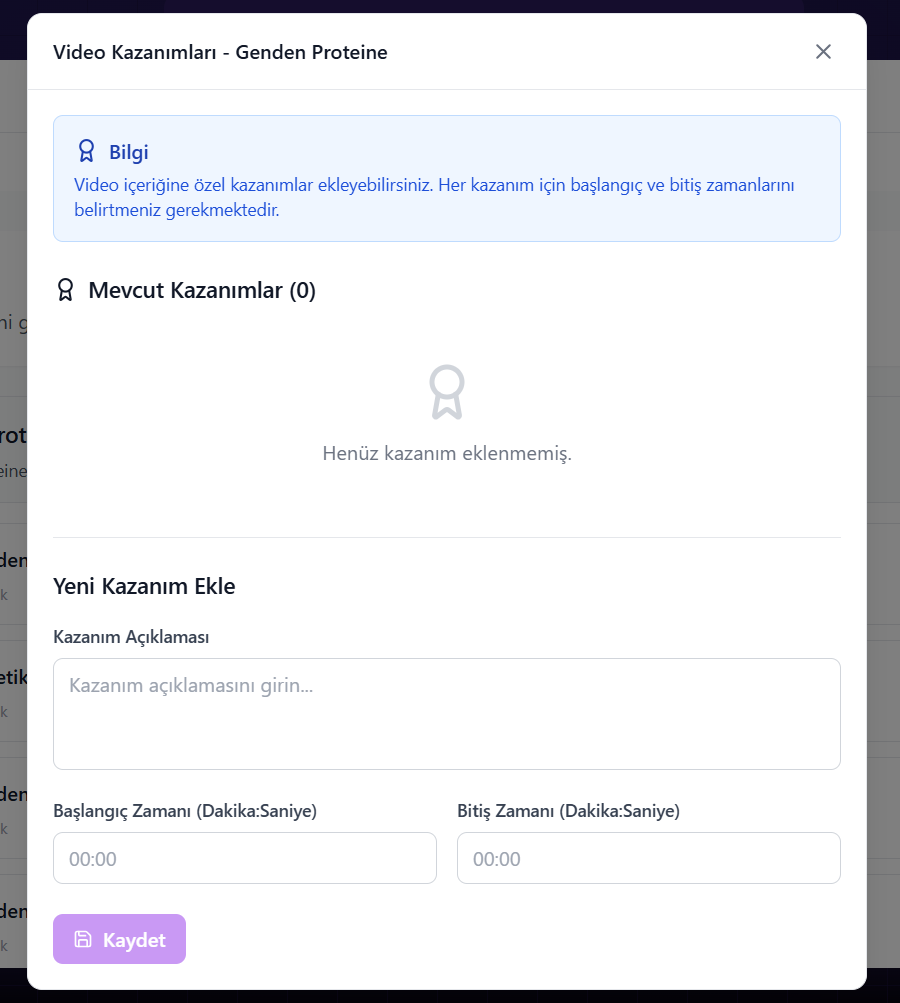 Video Kazanımları - Genden Proteine
Bilgi
Video içeriğine özel kazanımlar ekleyebilirsiniz. Her kazanım için başlangıç ve bitiş zamanlarını
belirtmeniz gerekmektedir.
Mevcut Kazanımlar (0)
Henüz kazanım eklenmemiş.
Yeni Kazanım Ekle
Kazanım Açıklaması
Kazanım açıklamasını girin...
Başlangıç Zamanı (Dakika:Saniye)
Bitiş Zamanı (Dakika:Saniye)
00:00
00:00
Kaydet